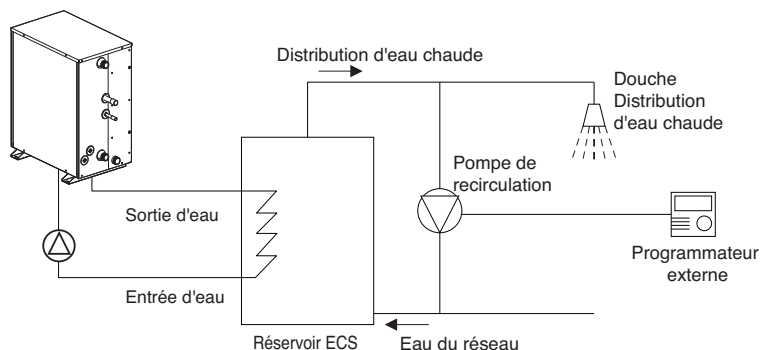 Distribution d'eau chaude
Douche
Distribution
d'eau chaude
Pompe de
recirculation
Sortie d'eau
Programmateur
externe
Entrée d'eau
Réservoir ECS
Eau du réseau